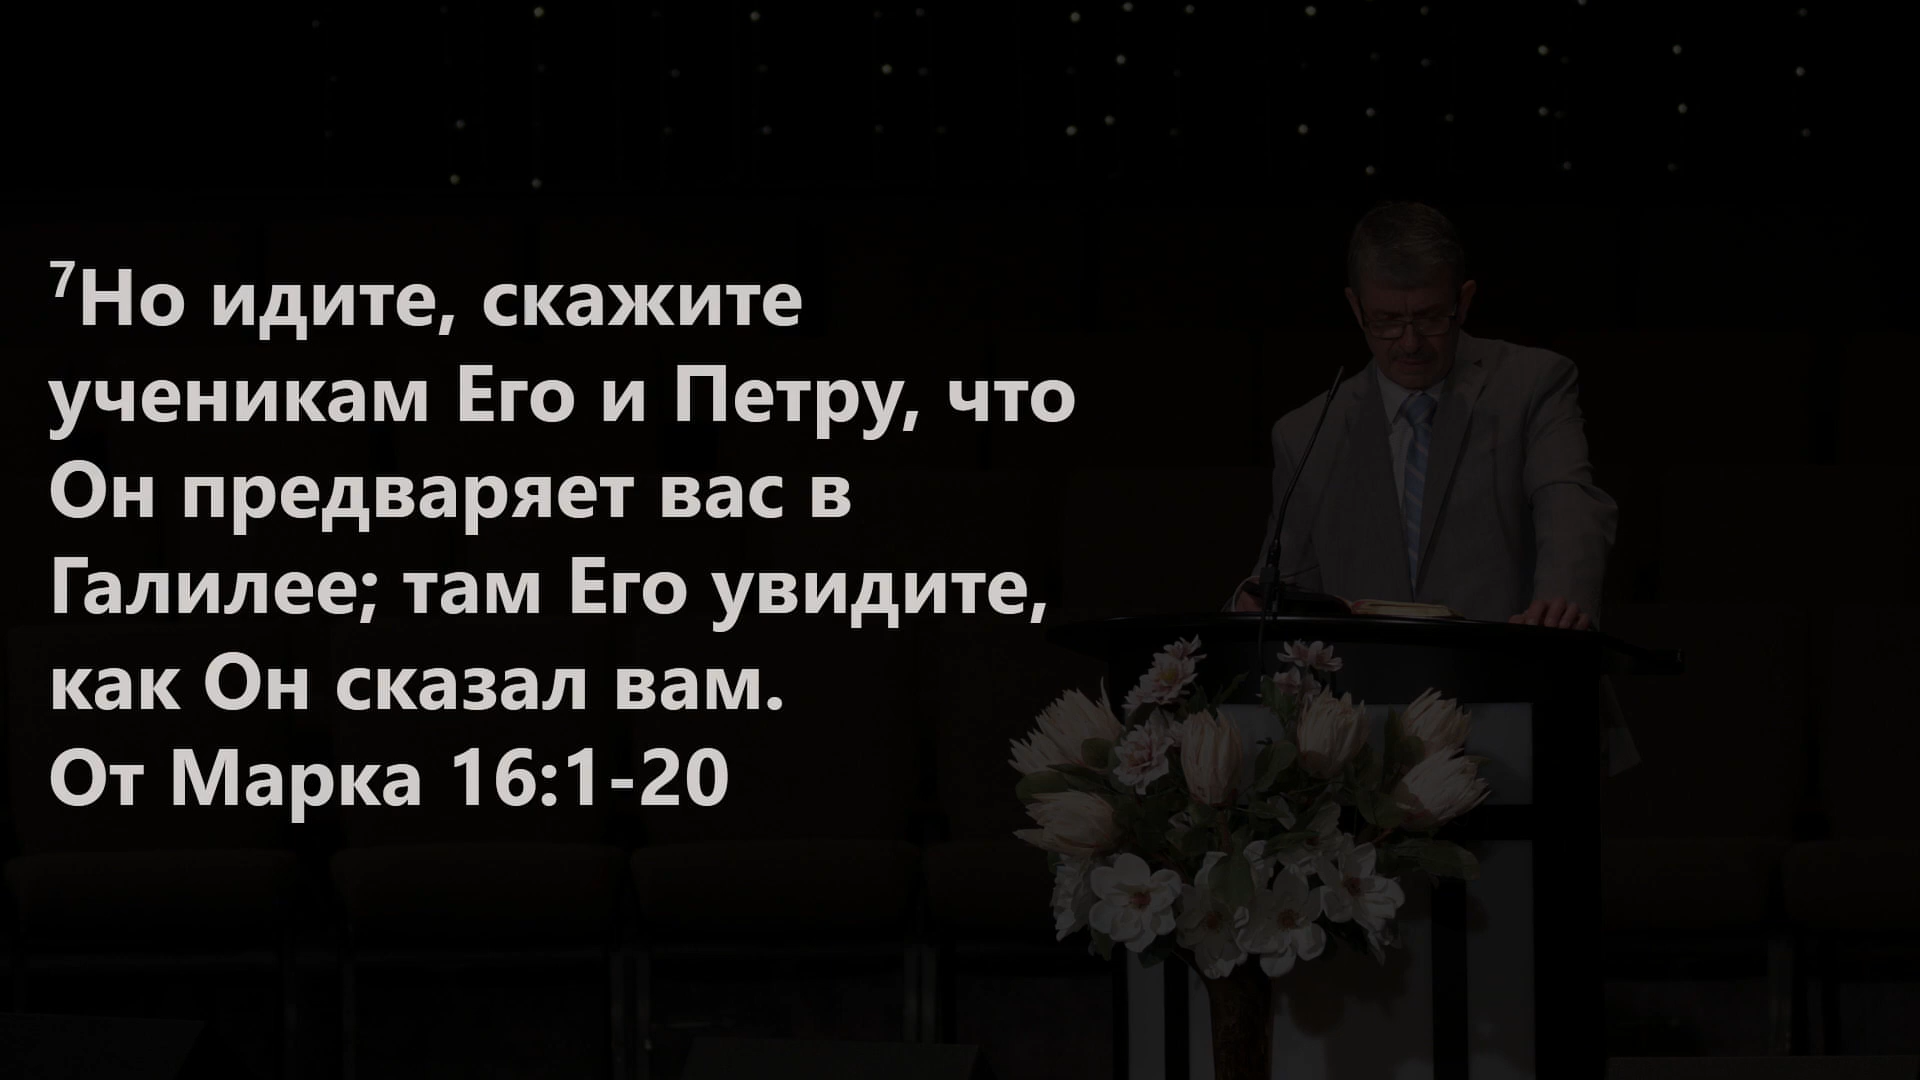 ⁷Но идите, скажите
ученикам Его и Петру, что
Он предваряет вас в
Галилее; там Его увидите,
как Он сказал вам.
От Марка 16:1-20